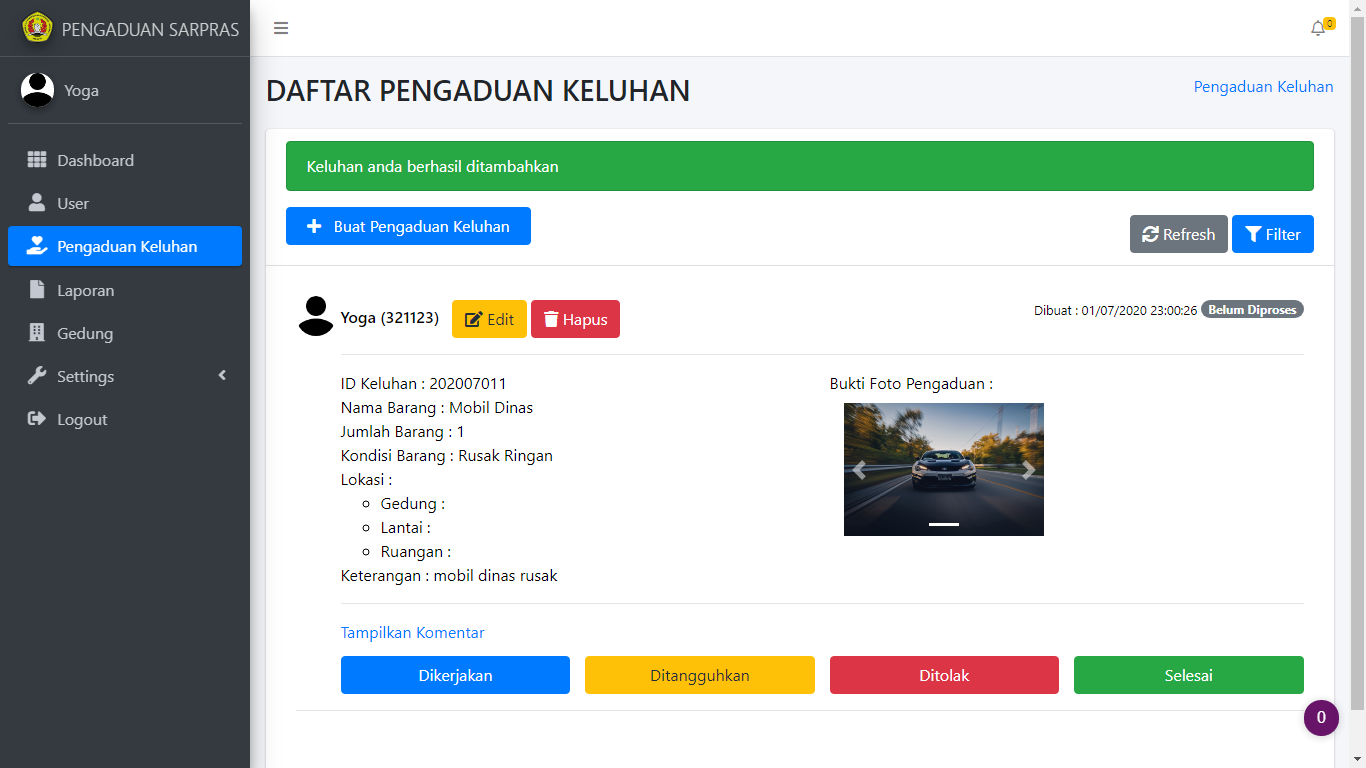 PENGADUAN SARPRAS
0
Yoga
Dashboard
User
Pengaduan Keluhan
Laporan
Gedung
Settings
Logout
DAFTAR PENGADUAN KELUHAN
Pengaduan Keluhan
Keluhan anda berhasil ditambahkan
Buat Pengaduan Keluhan
Refresh
Filter
Yoga (321123)
Edit
Hapus
Dibuat : 01/07/2020 23:00:26 Belum Diproses
ID Keluhan : 202007011
Nama Barang : Mobil Dinas
Jumlah Barang : 1
Kondisi Barang : Rusak Ringan
Lokasi :
Gedung :
Lantai :
Ruangan :
Keterangan : mobil dinas rusak
Bukti Foto Pengaduan :
Tampilkan Komentar
Dikerjakan
Ditangguhkan
Ditolak
Selesai
0